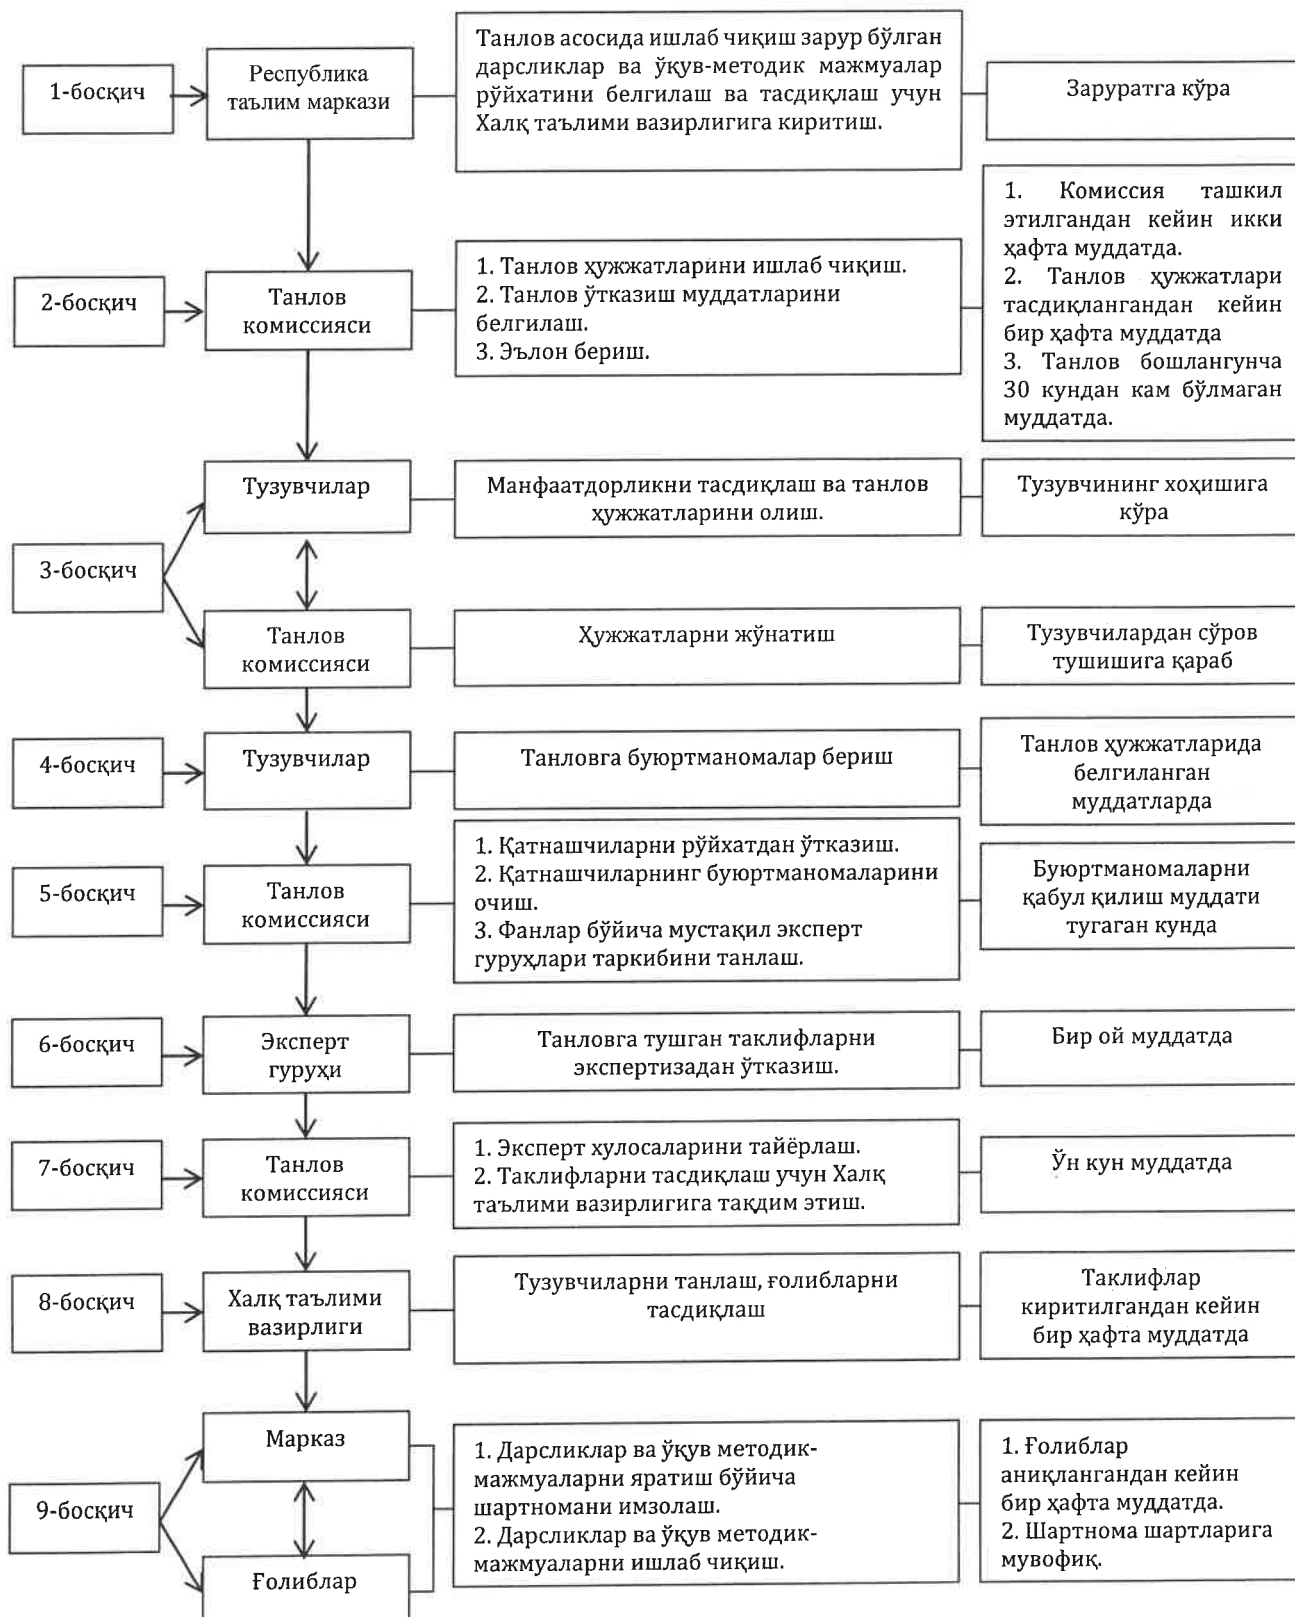 1-босқич
Республика
таълим маркази
Танлов асосида ишлаб чиқиш зарур бўлган
дарсликлар ва ўқув-методик мажмуалар
рўйхатини белгилаш ва тасдиқлаш учун
Халқ таълими вазирлигига киритиш.
Заруратга кўра
2-босқич
Танлов
комиссияси
1. Танлов ҳужжатларини ишлаб чиқиш.
2. Танлов ўтказиш муддатларини
белгилаш.
3. Эълон бериш.
1. Комиссия ташкил
этилгандан кейин икки
ҳафта муддатда.
2. Танлов ҳужжатлари
тасдиқлангандан кейин
бир ҳафта муддатда
3. Танлов бошлангунча
30 кундан кам бўлмаган
муддатда.
3-босқич
Тузувчилар
Манфаатдорликни тасдиқлаш ва танлов
ҳужжатларини олиш.
Тузувчининг хоҳишига
кўра
Танлов
комиссияси
Ҳужжатларни жўнатиш
Тузувчилардан сўров
тушишига қараб
4-босқич
Тузувчилар
Танловга буюртманомалар бериш
Танлов ҳужжатларида
белгиланган
муддатларда
5-босқич
Танлов
комиссияси
1. Қатнашчиларни рўйхатдан ўтказиш.
2. Қатнашчиларнинг буюртманомаларини
очиш.
3. Фанлар бўйича мустақил эксперт
гуруҳлари таркибини танлаш.
Буюртманомаларни
қабул қилиш муддати
тугаган кунда
6-босқич
Эксперт
гуруҳи
Танловга тушган таклифларни
экспертизадан ўтказиш.
Бир ой муддатда
7-босқич
Танлов
комиссияси
1. Эксперт хулосаларини тайёрлаш.
2. Таклифларни тасдиқлаш учун Халқ
таълими вазирлигига тақдим этиш.
Ўн кун муддатда
8-босқич
Халқ таълими
вазирлиги
Тузувчиларни танлаш, ғолибларни
тасдиқлаш
Таклифлар
киритилгандан кейин
бир ҳафта муддатда
9-босқич
Марказ
Ғолиблар
1. Дарсликлар ва ўқув методик-
мажмуаларни яратиш бўйича
шартномани имзолаш.
2. Дарсликлар ва ўқув методик-
мажмуаларни ишлаб чиқиш.
1. Ғолиблар
аниқлангандан кейин
бир ҳафта муддатда.
2. Шартнома шартларига
мувофиқ.